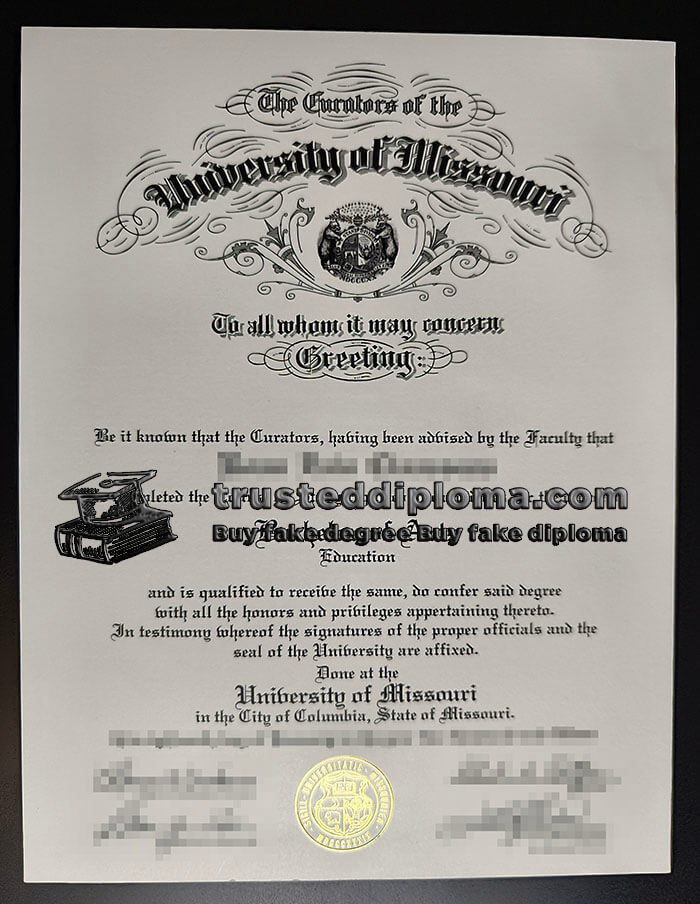 The Curators of the
University of Missouri
MDCCCXX
To all whom it may concern
Greeting:
Be it known that the Curators, having been advised by the Faculty that
trusteddiploma.com
Buy fake degree Buy fake diploma
Education
and is qualified to receive the same, do confer said degree
with all the honors and privileges appertaining thereto.
In testimony whereof the signatures of the proper officials and the
seal of the University are affixed.
Done at the
University of Missouri
in the City of Columbia, State of Missouri.